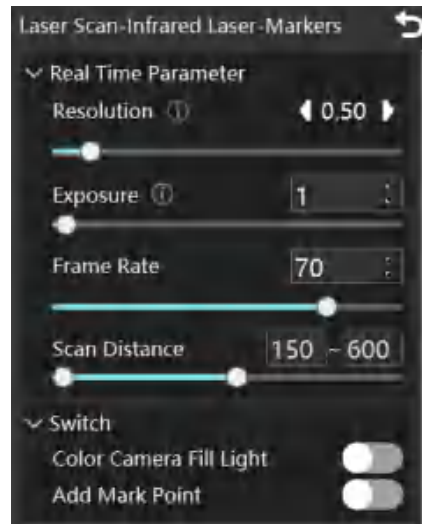 Laser Scan-Infrared Laser-Markers
Real Time Parameter
Resolution ⓘ 0.50
Exposure ⓘ 1
Frame Rate 70
Scan Distance 150 ~ 600
Switch
Color Camera Fill Light
Add Mark Point